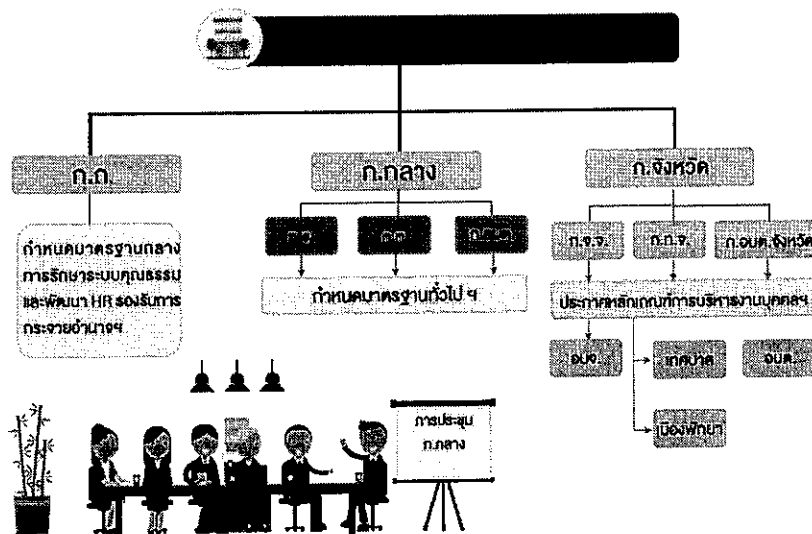 ก.ถ.
กำหนดมาตรฐานกลาง
การรักษาระบบคุณธรรม
และพัฒนา HR รองรับการ
กระจายอำนาจฯ
ก.กลาง
กำหนดมาตรฐานทั่วไป ฯ
ก.จังหวัด
ก.จ.จ.
ก.ท.จ.
ก.อบต.จังหวัด
ประกาศหลักเกณฑ์การบริหารงานบุคคลฯ
อบจ.
เทศบาล
อบต.
เมืองพัทยา
การประชุม
ก.กลาง